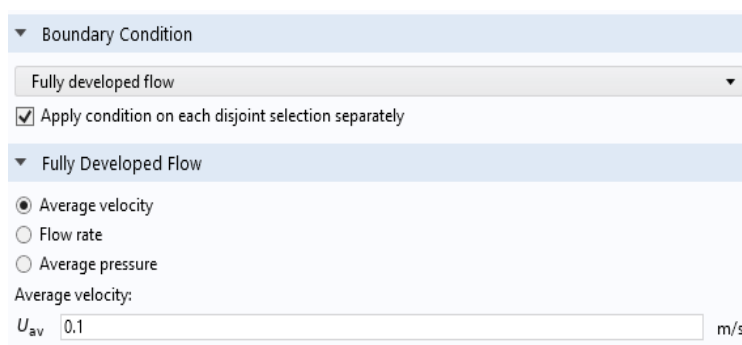 Boundary Condition
Fully developed flow
Apply condition on each disjoint selection separately
Fully Developed Flow
Average velocity
Flow rate
Average pressure
Average velocity:
Uav 0.1 m/s